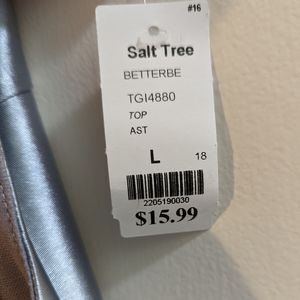 #16
Salt Tree
BETTERBE
TGI4880
TOP
AST
L 18
2205190030
$15.99